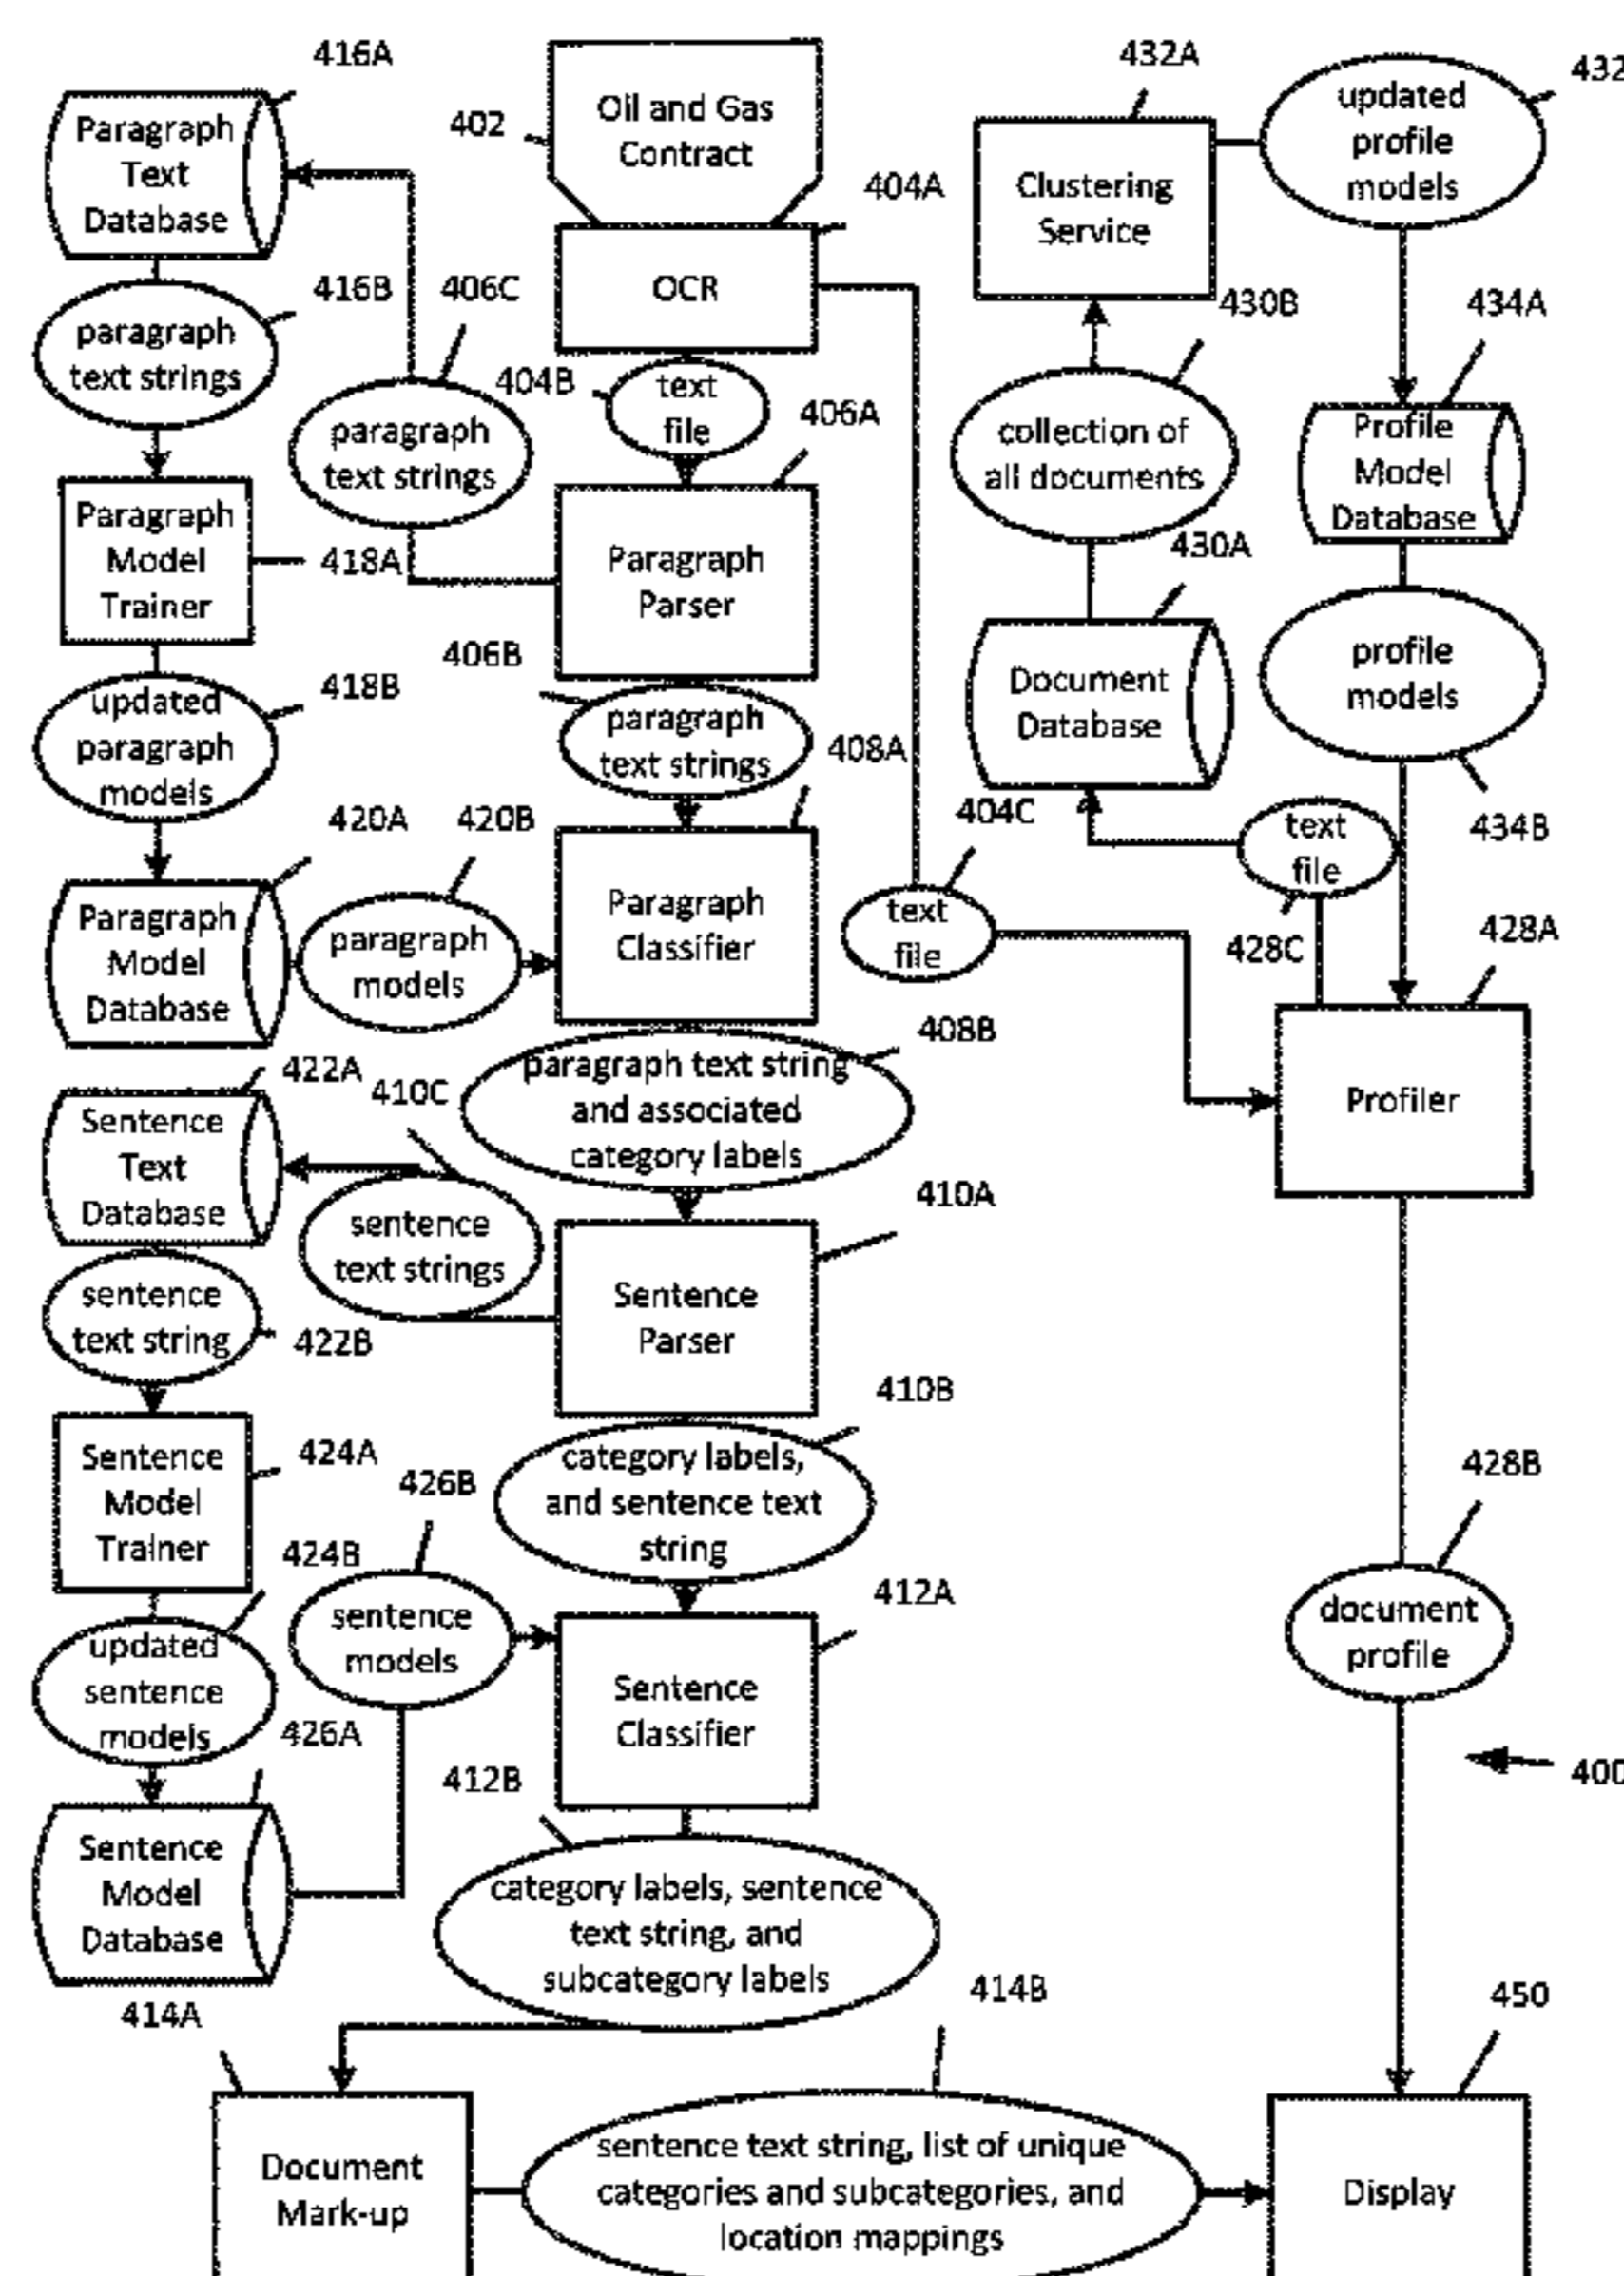 416A
Paragraph
Text
Database
416B
paragraph
text strings
406C
paragraph
text strings
Paragraph
Model
Trainer
418A
updated
paragraph
models
418B
420A
Paragraph
Model
Database
420B
paragraph
models
422A
Sentence
Text
Database
410C
sentence
text strings
sentence
text string
422B
Sentence
Model
Trainer
424A
424B
updated
sentence
models
426B
sentence
models
426A
Sentence
Model
Database
402
Oil and Gas
Contract
404A
OCR
404B
text
file
406A
Paragraph
Parser
406B
paragraph
text strings
408A
Paragraph
Classifier
408B
paragraph text string
and associated
category labels
410A
Sentence
Parser
410B
category labels,
and sentence text
string
412A
Sentence
Classifier
412B
category labels, sentence
text string, and
subcategory labels
414A
Document
Mark-up
414B
sentence text string, list of unique
categories and subcategories, and
location mappings
432A
Clustering
Service
432
updated
profile
models
430B
collection of
all documents
434A
Profile
Model
Database
430A
Document
Database
profile
models
434B
404C
text
file
text
file
428C
428A
Profiler
428B
document
profile
400
450
Display